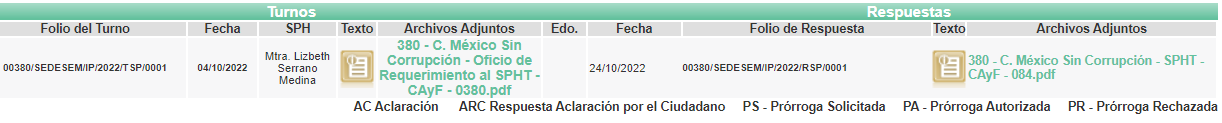 Turnos Respuestas
Folio del Turno Fecha SPH Texto Archivos Adjuntos Edo. Fecha Folio de Respuesta Texto Archivos Adjuntos
00380/SEDESEM/IP/2022/TSP/0001 04/10/2022
Mtra. Lizbeth
Serrano
Medina
380 - C. México Sin
Corrupción - Oficio de
Requerimiento al SPHT -
CAyF - 0380.pdf
24/10/2022 00380/SEDESEM/IP/2022/RSP/0001
380 - C. México Sin Corrupción - SPHT -
CAyF - 084.pdf
AC Aclaración ARC Respuesta Aclaración por el Ciudadano PS - Prórroga Solicitada PA - Prórroga Autorizada PR - Prórroga Rechazada